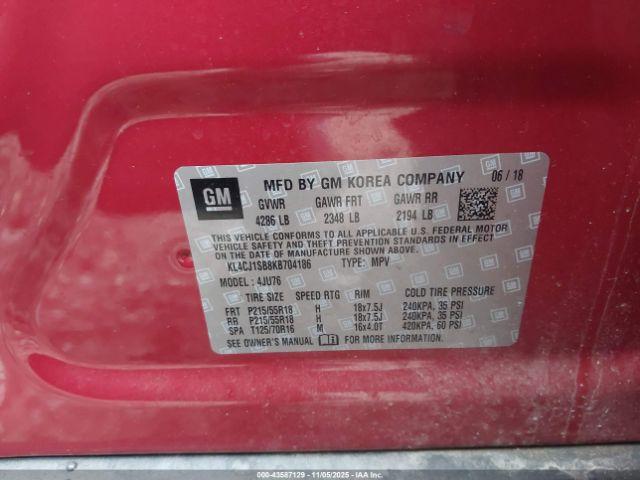 GM
MFD BY GM KOREA COMPANY 06 / 18
GVWR GAWR FRT GAWR RR
4286 LB 2348 LB 2194 LB
THIS VEHICLE CONFORMS TO ALL APPLICABLE U.S. FEDERAL MOTOR
VEHICLE SAFETY AND THEFT PREVENTION STANDARDS IN EFFECT
ON THE DATE OF MANUFACTURE SHOWN ABOVE.
KL4CJ1SB8KB704186 TYPE: MPV
MODEL : 4JU76
TIRE SIZE SPEED RTG RIM COLD TIRE PRESSURE
FRT P215/55R18 H 18x7.5J 240KPA, 35 PSI
RR P215/55R18 H 18x7.5J 240KPA, 35 PSI
SPA T125/70R16 M 16x4.0T 420KPA, 60 PSI
SEE OWNER'S MANUAL FOR MORE INFORMATION.
000-43587129 - 11/05/2025 - IAAI